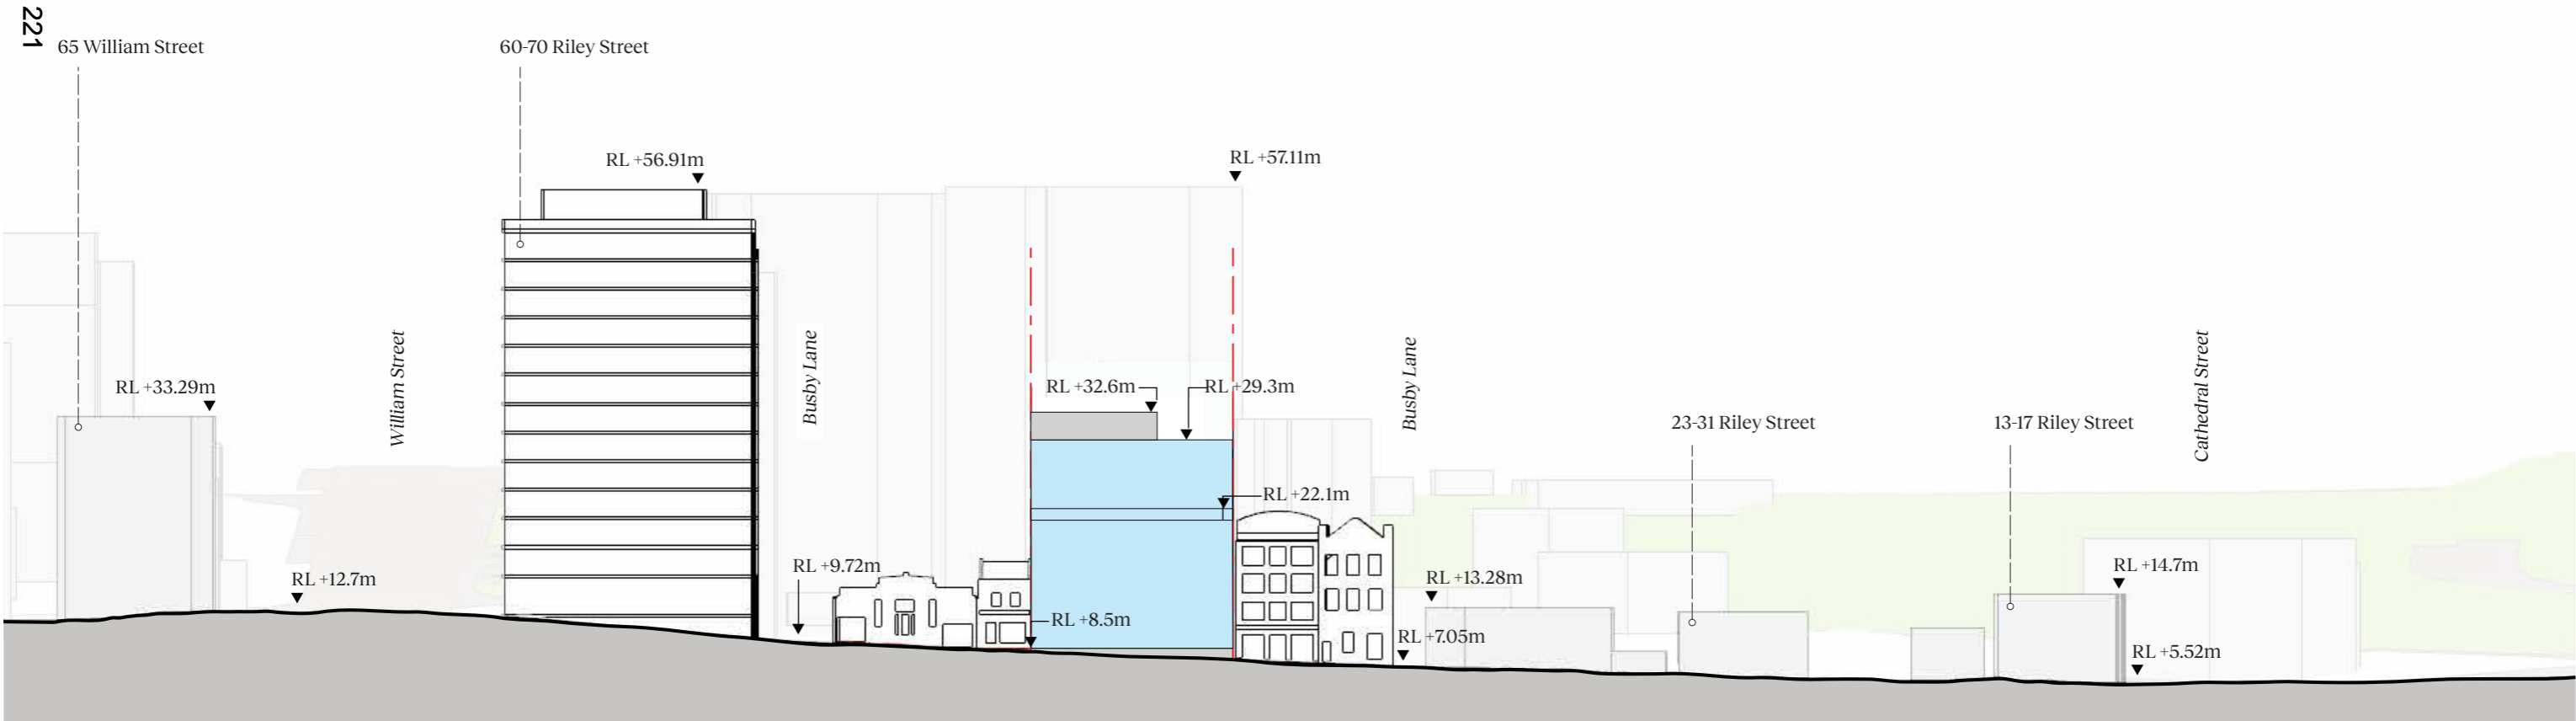 221
65 William Street
60-70 Riley Street
RL +56.91m
RL +57.11m
RL +33.29m
William Street
Busby Lane
RL +32.6m
RL +29.3m
Busby Lane
23-31 Riley Street
13-17 Riley Street
Cathedral Street
RL +22.1m
RL +12.7m
RL +9.72m
RL +13.28m
RL +14.7m
RL +8.5m
RL +7.05m
RL +5.52m